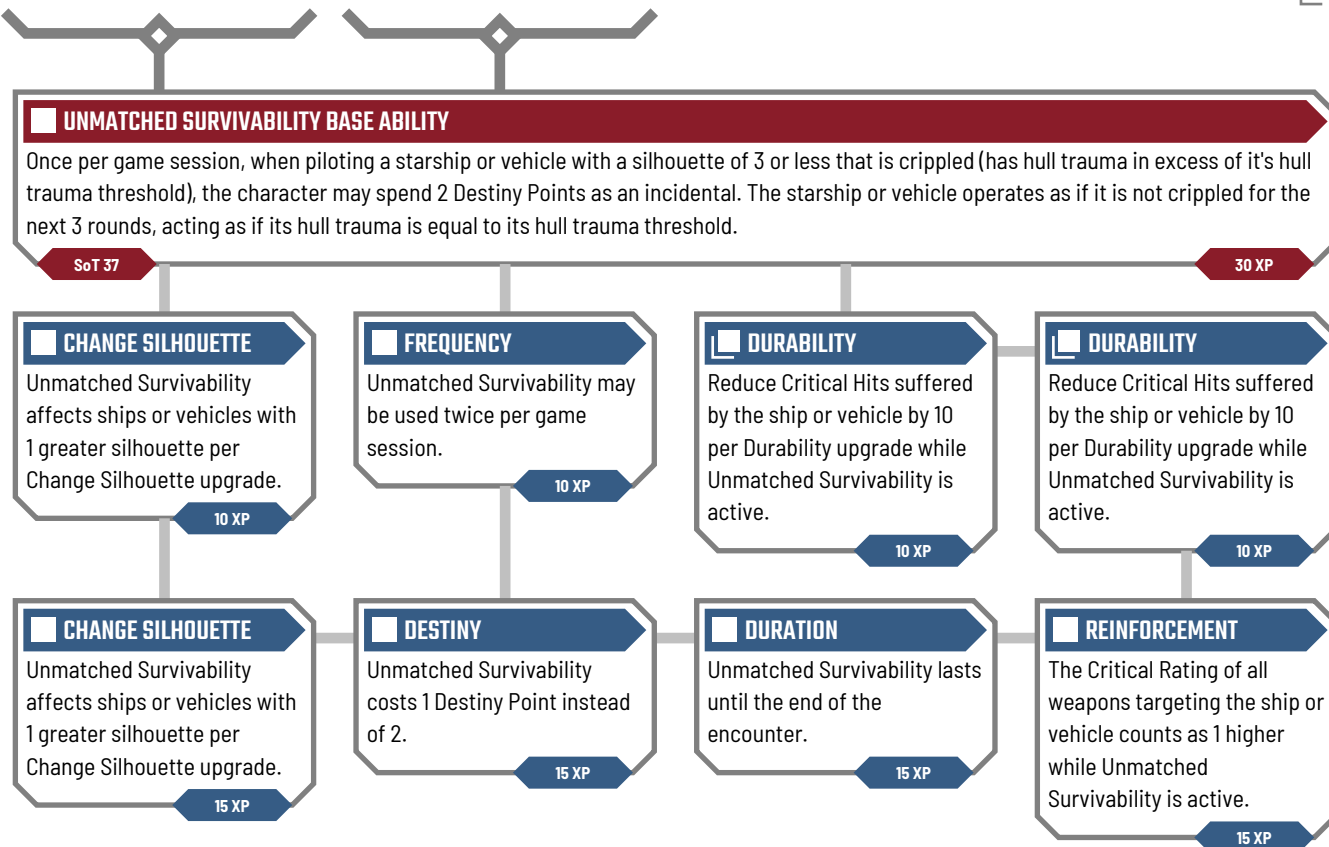 UNMATCHED SURVIVABILITY BASE ABILITY
Once per game session, when piloting a starship or vehicle with a silhouette of 3 or less that is crippled (has hull trauma in excess of it's hull
trauma threshold), the character may spend 2 Destiny Points as an incidental. The starship or vehicle operates as if it is not crippled for the
next 3 rounds, acting as if its hull trauma is equal to its hull trauma threshold.
SoT 37
30 XP
CHANGE SILHOUETTE
Unmatched Survivability
affects ships or vehicles with
1 greater silhouette per
Change Silhouette upgrade.
10 XP
FREQUENCY
Unmatched Survivability may
be used twice per game
session.
10 XP
DURABILITY
Reduce Critical Hits suffered
by the ship or vehicle by 10
per Durability upgrade while
Unmatched Survivability is
active.
10 XP
DURABILITY
Reduce Critical Hits suffered
by the ship or vehicle by 10
per Durability upgrade while
Unmatched Survivability is
active.
10 XP
CHANGE SILHOUETTE
Unmatched Survivability
affects ships or vehicles with
1 greater silhouette per
Change Silhouette upgrade.
15 XP
DESTINY
Unmatched Survivability
costs 1 Destiny Point instead
of 2.
15 XP
DURATION
Unmatched Survivability lasts
until the end of the
encounter.
15 XP
REINFORCEMENT
The Critical Rating of all
weapons targeting the ship or
vehicle counts as 1 higher
while Unmatched
Survivability is active.
15 XP